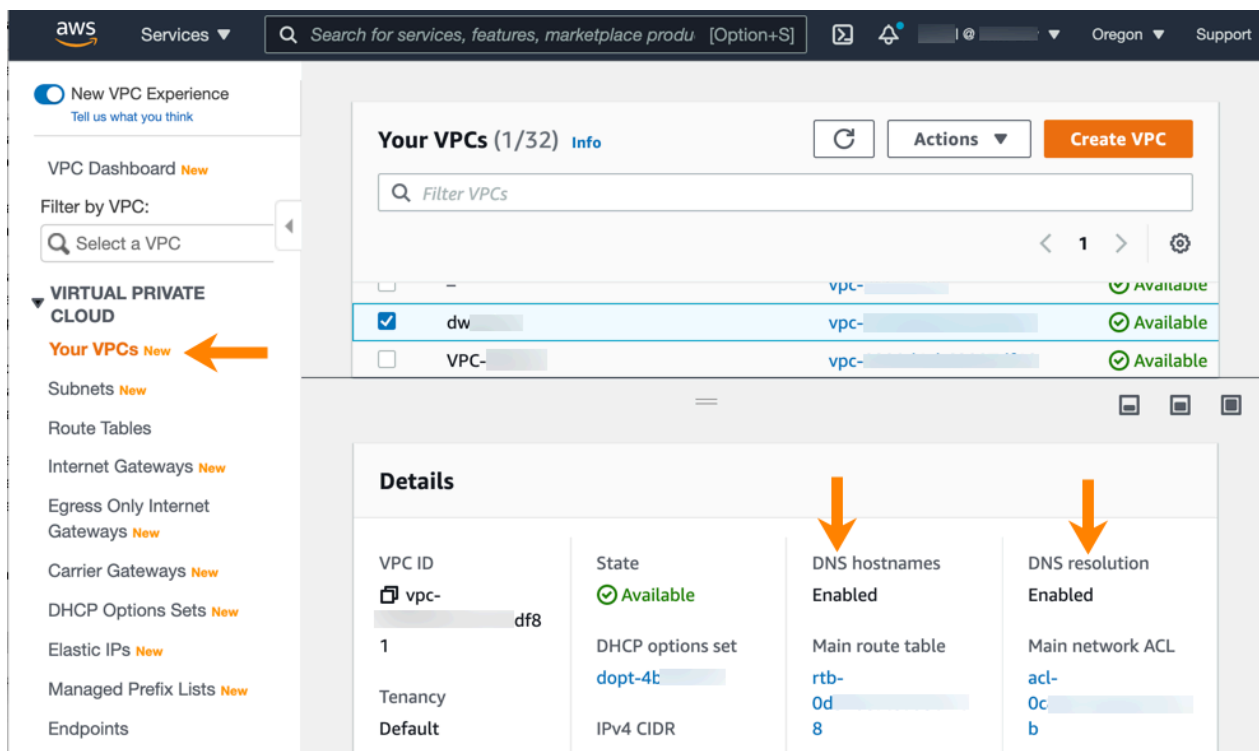 aws
Services ▼
Search for services, features, marketplace produ [Option+S]
@
Oregon ▼
Support
New VPC Experience
Tell us what you think
VPC Dashboard New
Filter by VPC:
Select a VPC
VIRTUAL PRIVATE
CLOUD
Your VPCs New
Subnets New
Route Tables
Internet Gateways New
Egress Only Internet
Gateways New
Carrier Gateways New
DHCP Options Sets New
Elastic IPs New
Managed Prefix Lists New
Endpoints
Your VPCs (1/32) Info
Actions ▼
Create VPC
Filter VPCs
1
– vpc- Available
dw vpc- Available
VPC- vpc- Available
Details
VPC ID
vpc-
df8
1
Tenancy
Default
State
Available
DHCP options set
dopt-4b
IPv4 CIDR
DNS hostnames
Enabled
Main route table
rtb-
0d
8
DNS resolution
Enabled
Main network ACL
acl-
0c
b